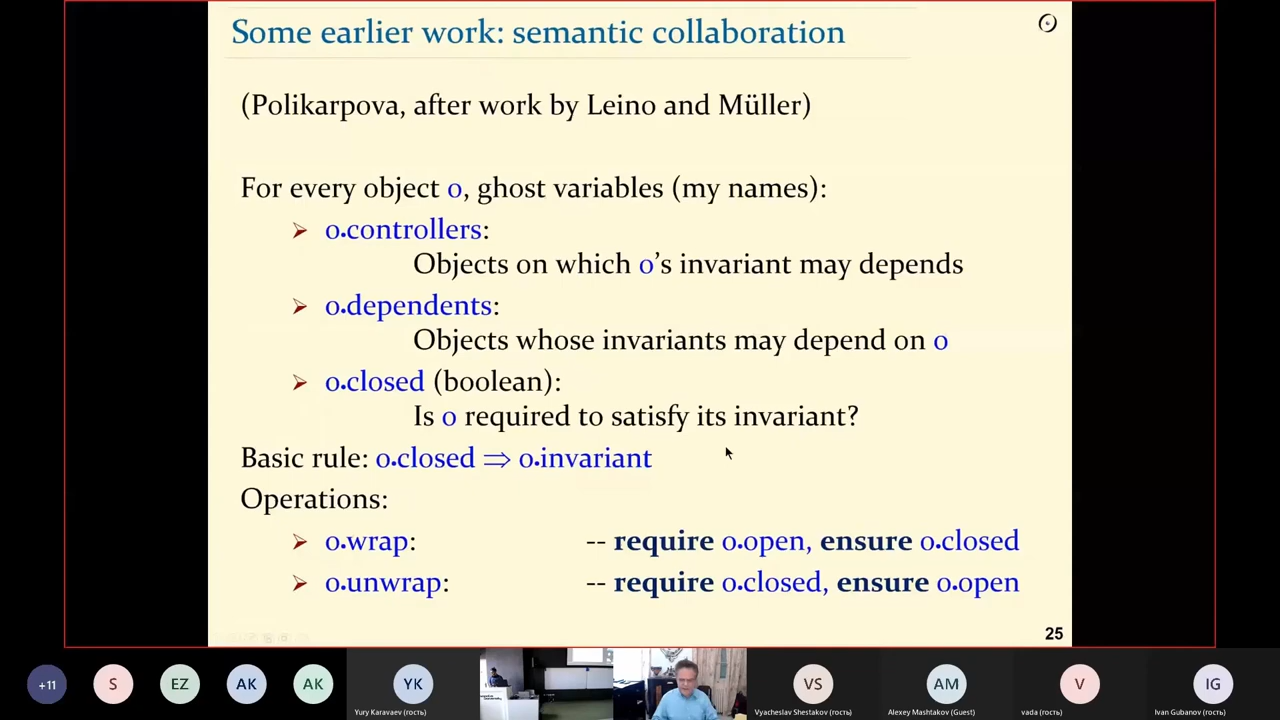 Some earlier work: semantic collaboration
(Polikarpova, after work by Leino and Müller)
For every object o, ghost variables (my names):
➢ o.controllers:
Objects on which o's invariant may depends
➢ o.dependents:
Objects whose invariants may depend on o
➢ o.closed (boolean):
Is o required to satisfy its invariant?
Basic rule: o.closed ⇒ o.invariant
Operations:
➢ o.wrap: -- require o.open, ensure o.closed
➢ o.unwrap: -- require o.closed, ensure o.open
25
+11 S EZ AK AK YK VS AM V IG
Yury Karavaev (гость) Vyacheslav Shestakov (гость) Alexey Mashtakov (Guest) vada (гость) Ivan Gubanov (гость)